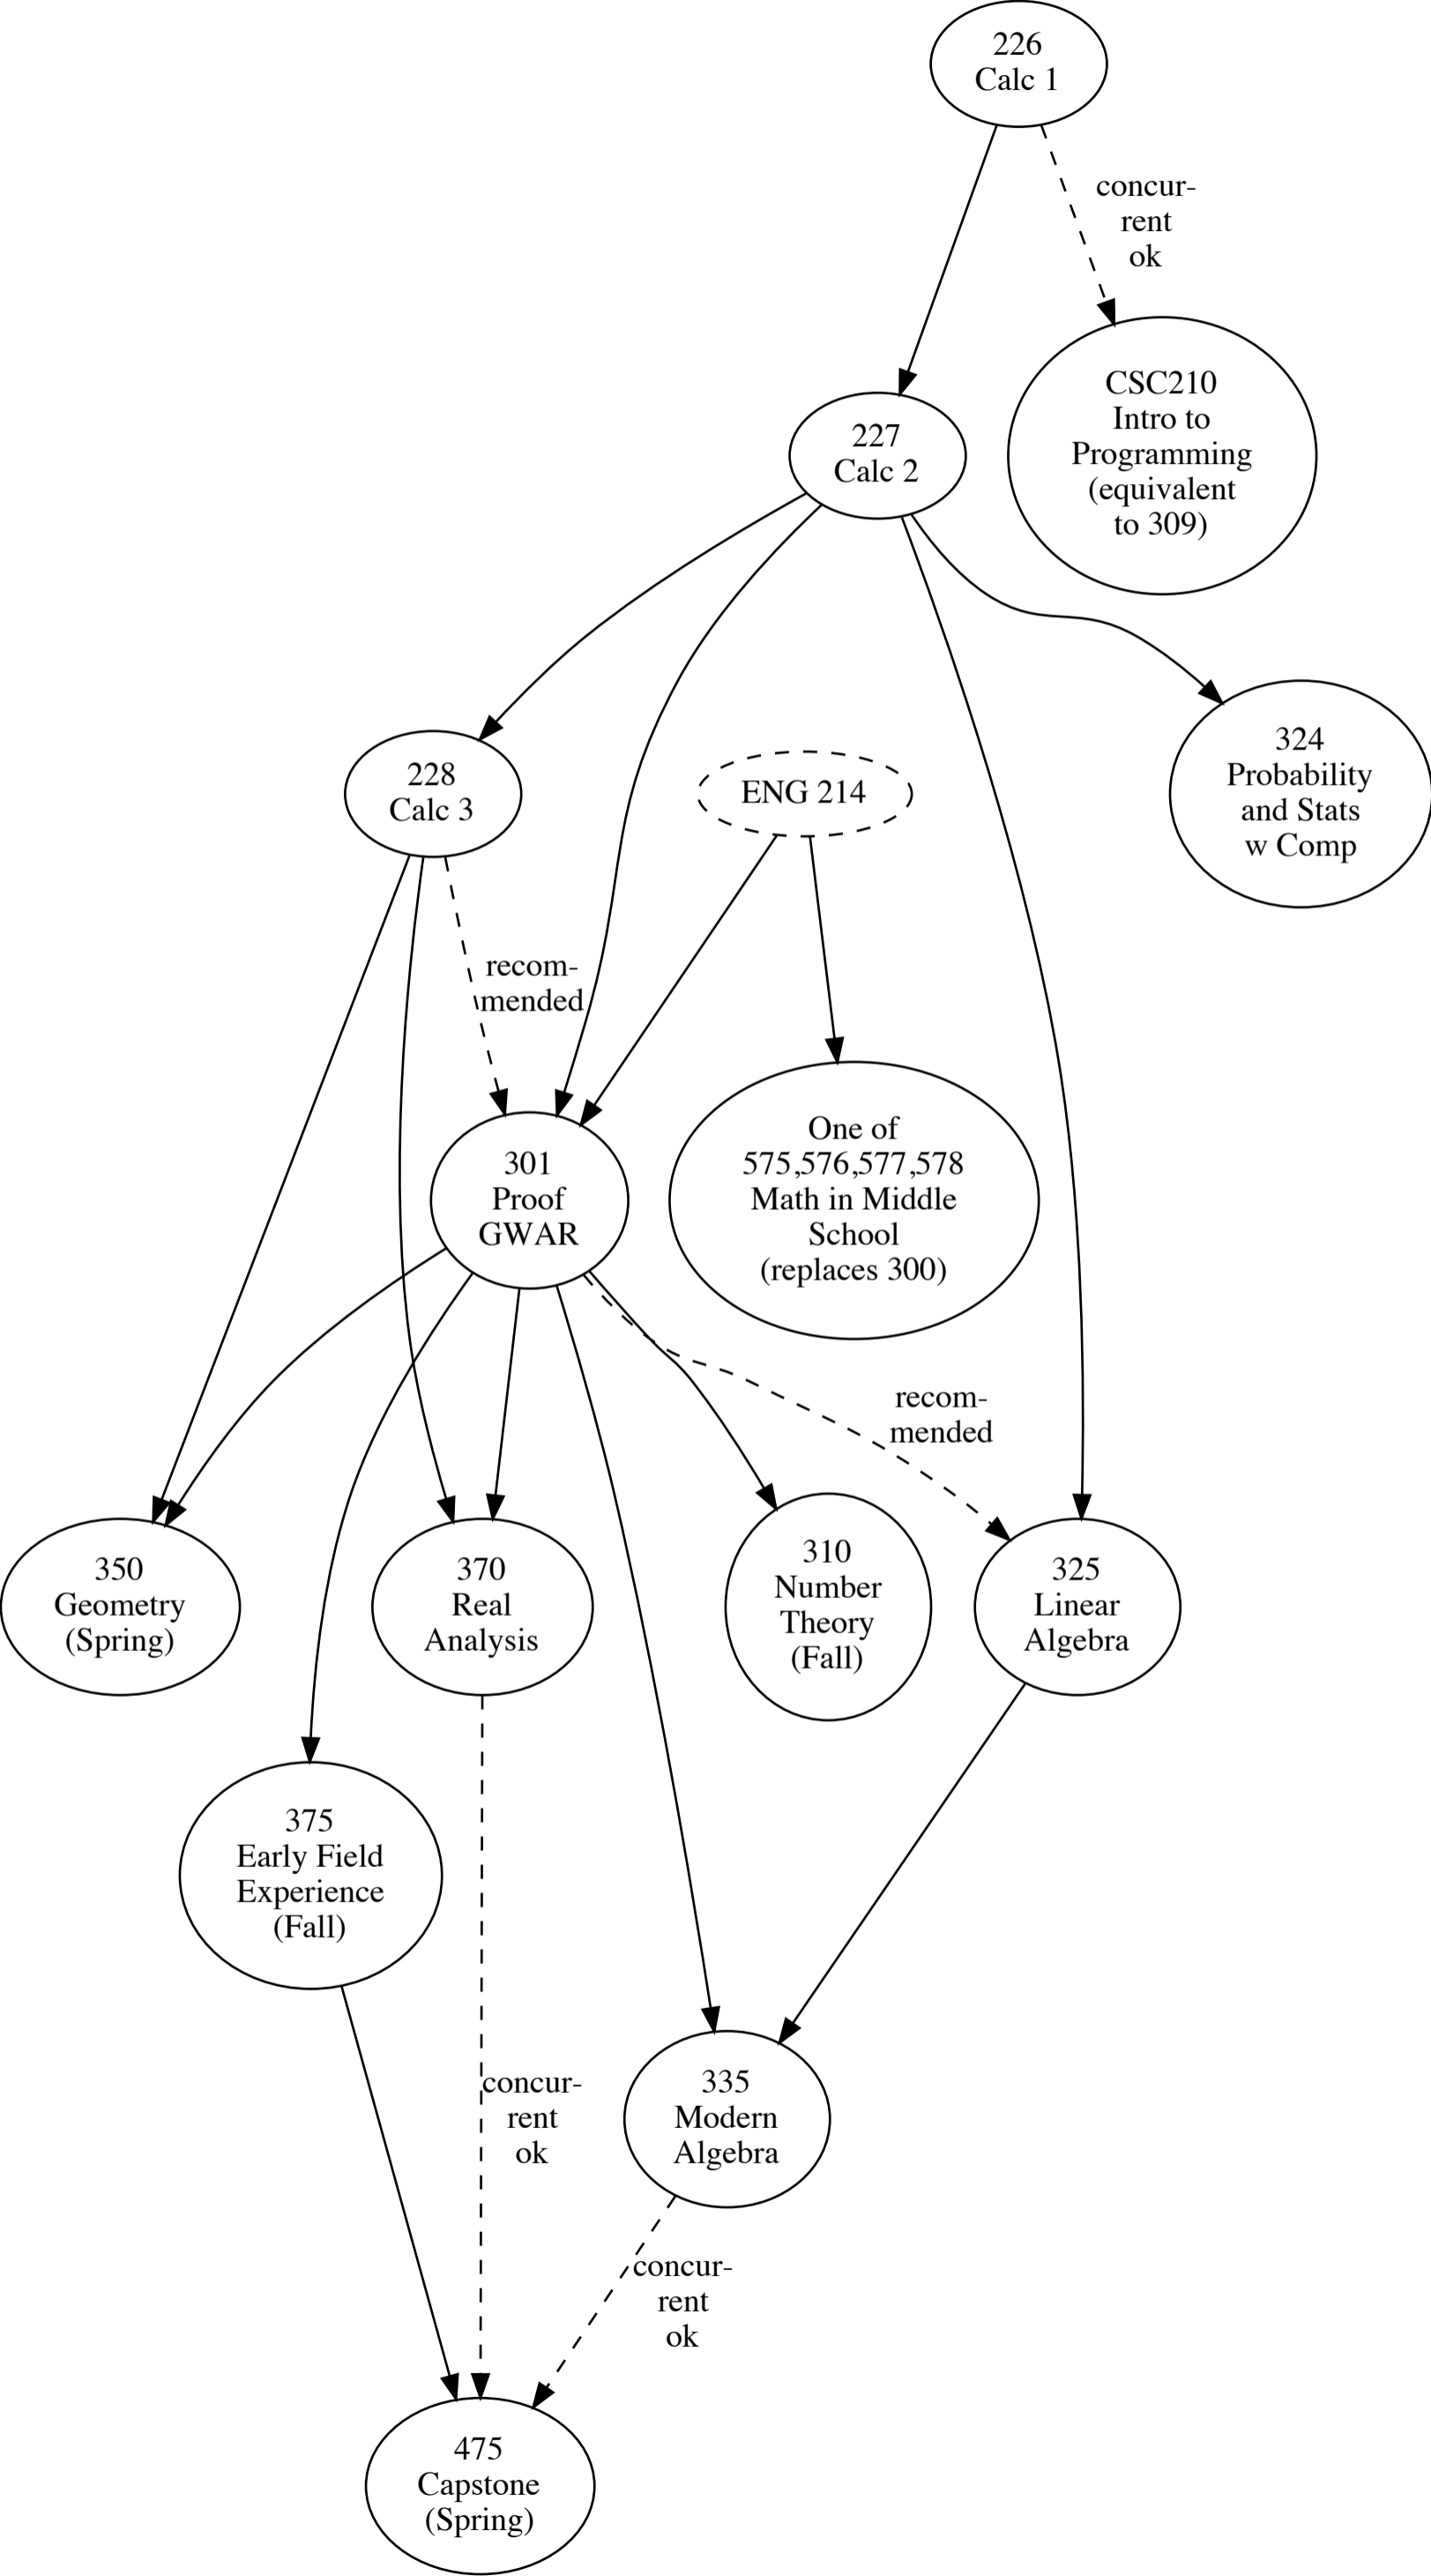 226
Calc 1
concur-
rent
ok
CSC210
Intro to
Programming
(equivalent
to 309)
227
Calc 2
324
Probability
and Stats
w Comp
228
Calc 3
ENG 214
recom-
mended
One of
575,576,577,578
Math in Middle
School
(replaces 300)
301
Proof
GWAR
recom-
mended
350
Geometry
(Spring)
370
Real
Analysis
310
Number
Theory
(Fall)
325
Linear
Algebra
375
Early Field
Experience
(Fall)
concur-
rent
ok
335
Modern
Algebra
concur-
rent
ok
475
Capstone
(Spring)